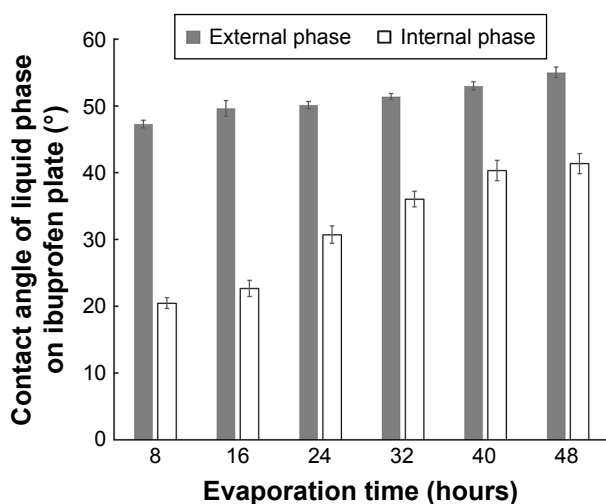 External phase
Internal phase
Contact angle of liquid phase
on ibuprofen plate (°)
60
50
40
30
20
10
0
8
16
24
32
40
48
Evaporation time (hours)